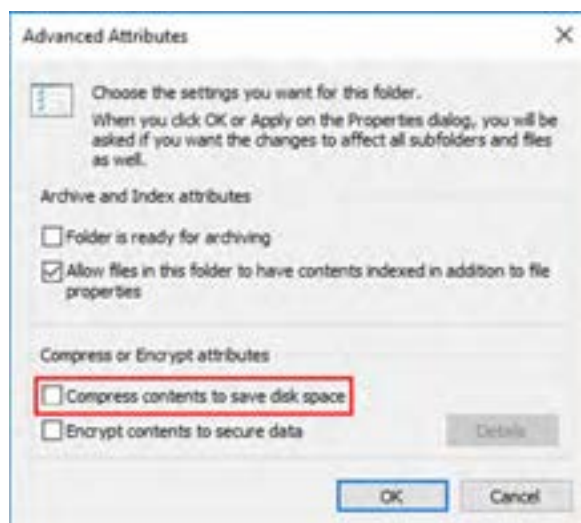 Advanced Attributes
Choose the settings you want for this folder.
When you click OK or Apply on the Properties dialog, you will be
asked if you want the changes to affect all subfolders and files
as well.
Archive and Index attributes
Folder is ready for archiving
Allow files in this folder to have contents indexed in addition to file
properties
Compress or Encrypt attributes
Compress contents to save disk space
Encrypt contents to secure data
Details
OK
Cancel